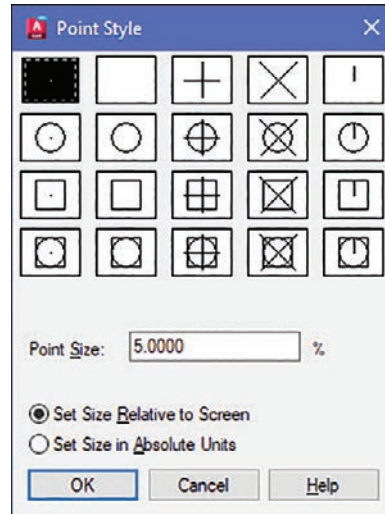 Point Style
Point Size: 5.0000 %
Set Size Relative to Screen
Set Size in Absolute Units
OK Cancel Help